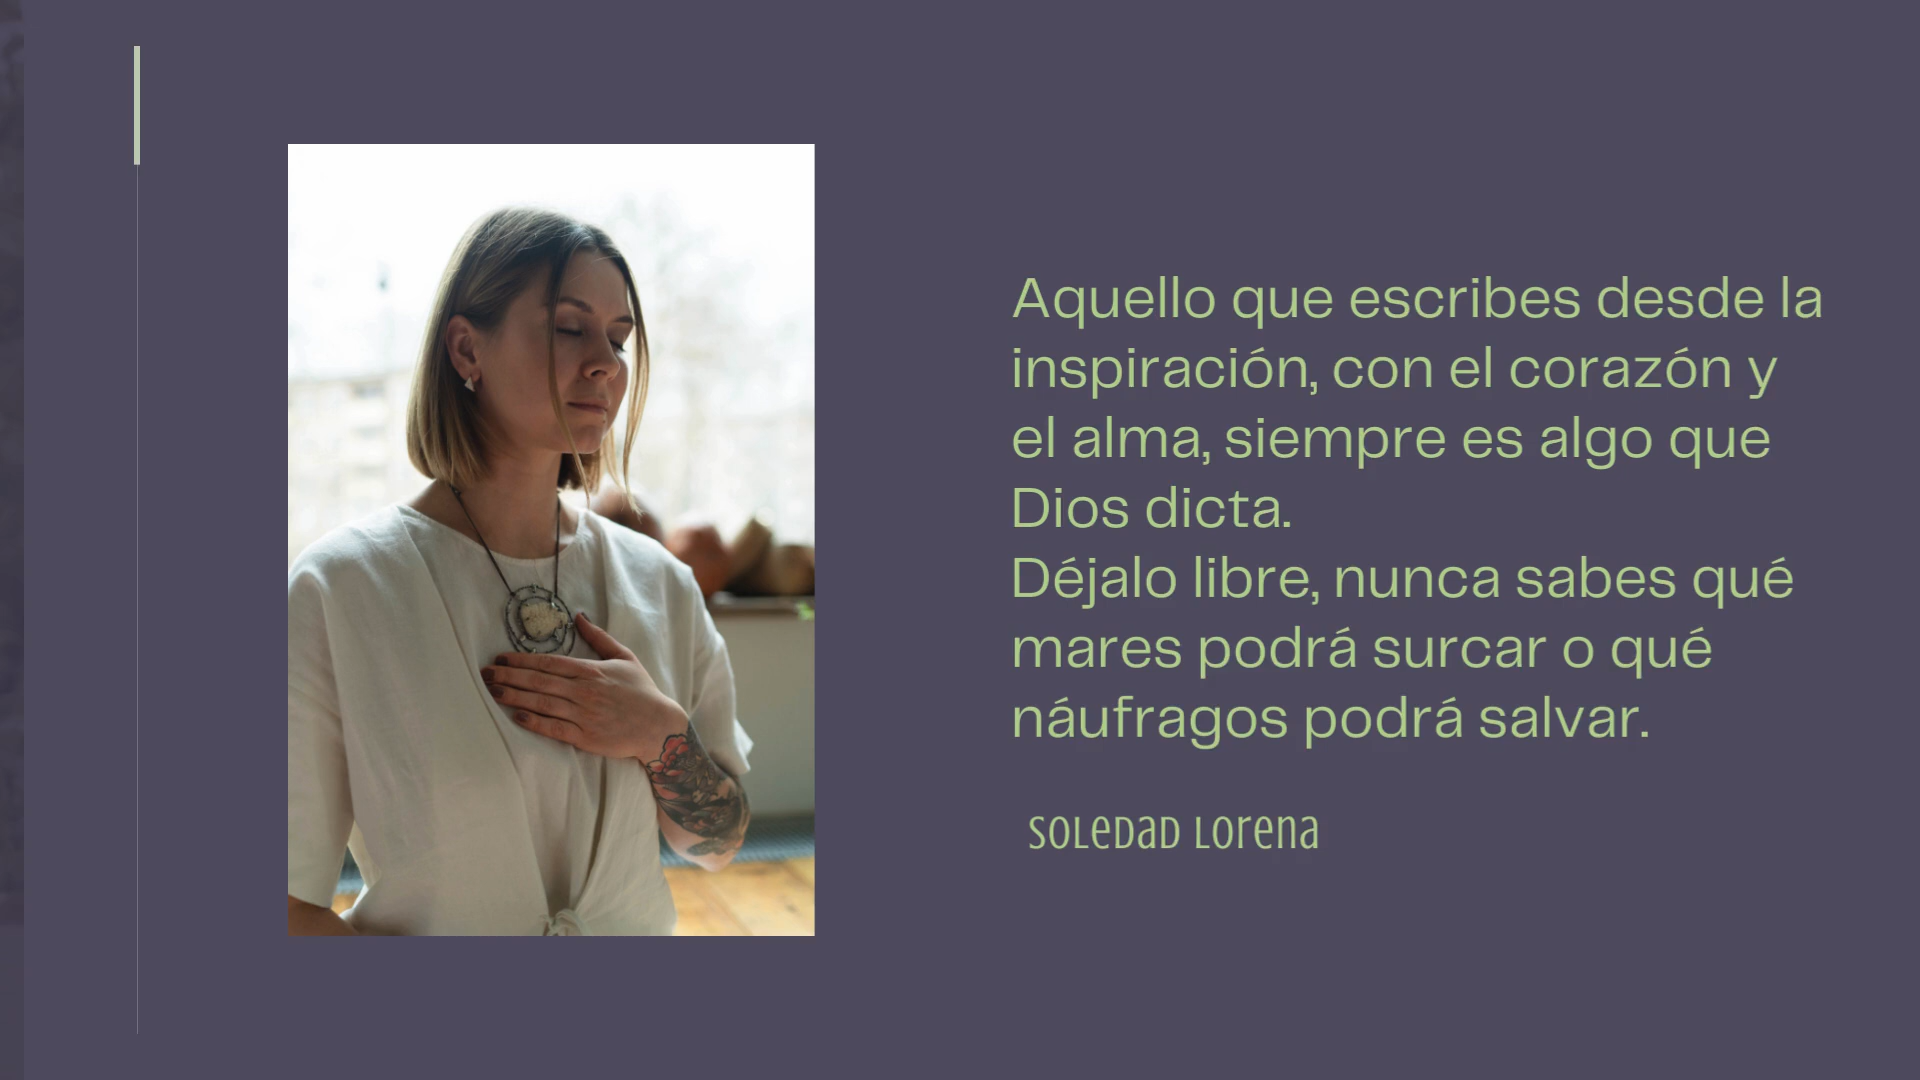 Aquello que escribes desde la
inspiración, con el corazón y
el alma, siempre es algo que
Dios dicta.
Déjalo libre, nunca sabes qué
mares podrá surcar o qué
náufragos podrá salvar.
Soledad Lorena